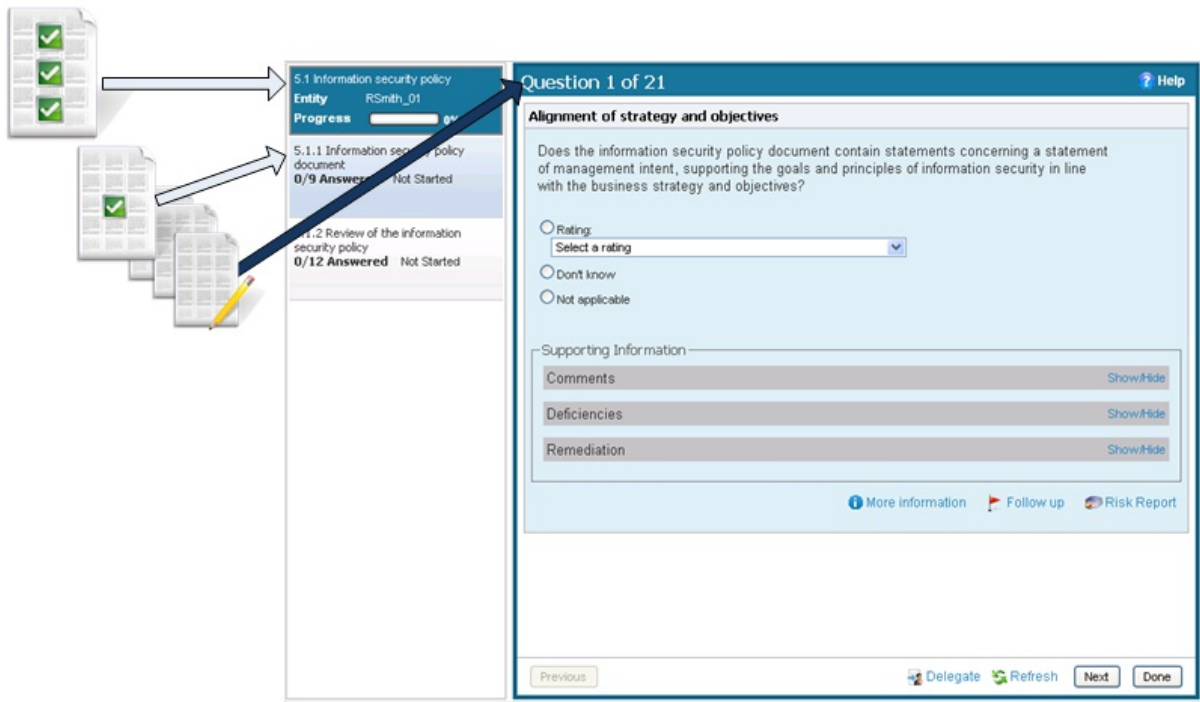 5.1 Information security policy
Entity RSmith_01
Progress 0%
5.1.1 Information security policy
document
0/9 Answered Not Started
5.1.2 Review of the information
security policy
0/12 Answered Not Started
Question 1 of 21
Help
Alignment of strategy and objectives
Does the information security policy document contain statements concerning a statement
of management intent, supporting the goals and principles of information security in line
with the business strategy and objectives?
Rating:
Select a rating
Don't know
Not applicable
Supporting Information
Comments Show/Hide
Deficiencies Show/Hide
Remediation Show/Hide
More information Follow up Risk Report
Previous Delegate Refresh Next Done